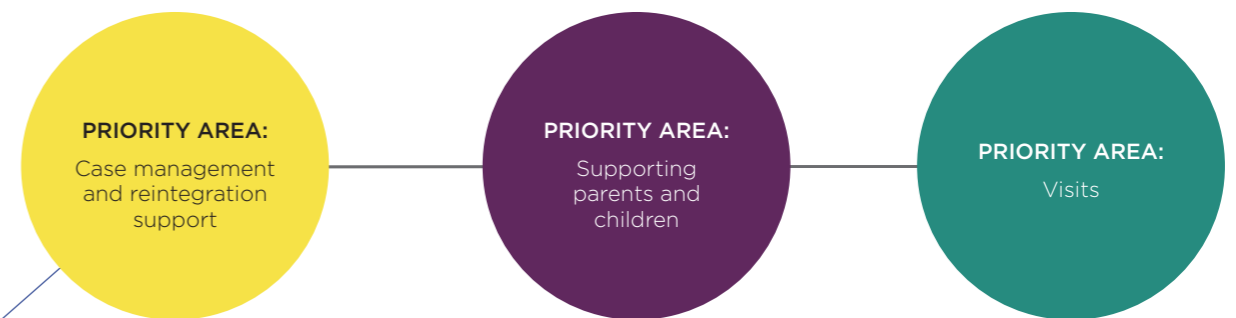 PRIORITY AREA:
Case management
and reintegration
support
PRIORITY AREA:
Supporting
parents and
children
PRIORITY AREA:
Visits